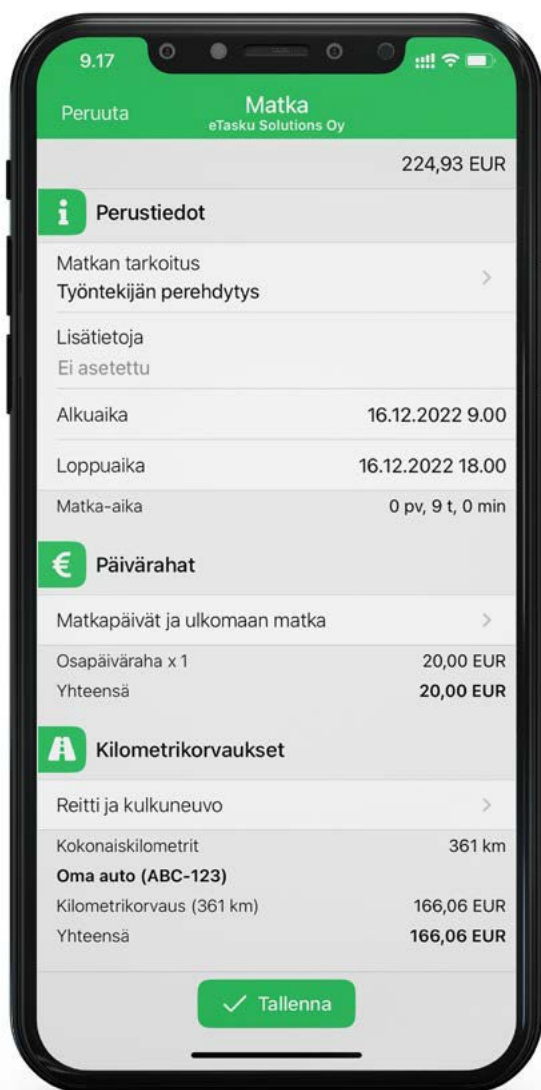 9.17
Peruuta
Matka
eTasku Solutions Oy
224,93 EUR
Perustiedot
Matkan tarkoitus
Työntekijän perehdytys
Lisätietoja
Ei asetettu
Alkuaika 16.12.2022 9.00
Loppuaika 16.12.2022 18.00
Matka-aika 0 pv, 9 t, 0 min
€ Päivärahat
Matkapäivät ja ulkomaan matka
Osapäiväraha x 1 20,00 EUR
Yhteensä 20,00 EUR
Kilometrikorvaukset
Reitti ja kulkuneuvo
Kokonaiskilometrit 361 km
Oma auto (ABC-123)
Kilometrikorvaus (361 km) 166,06 EUR
Yhteensä 166,06 EUR
Tallenna